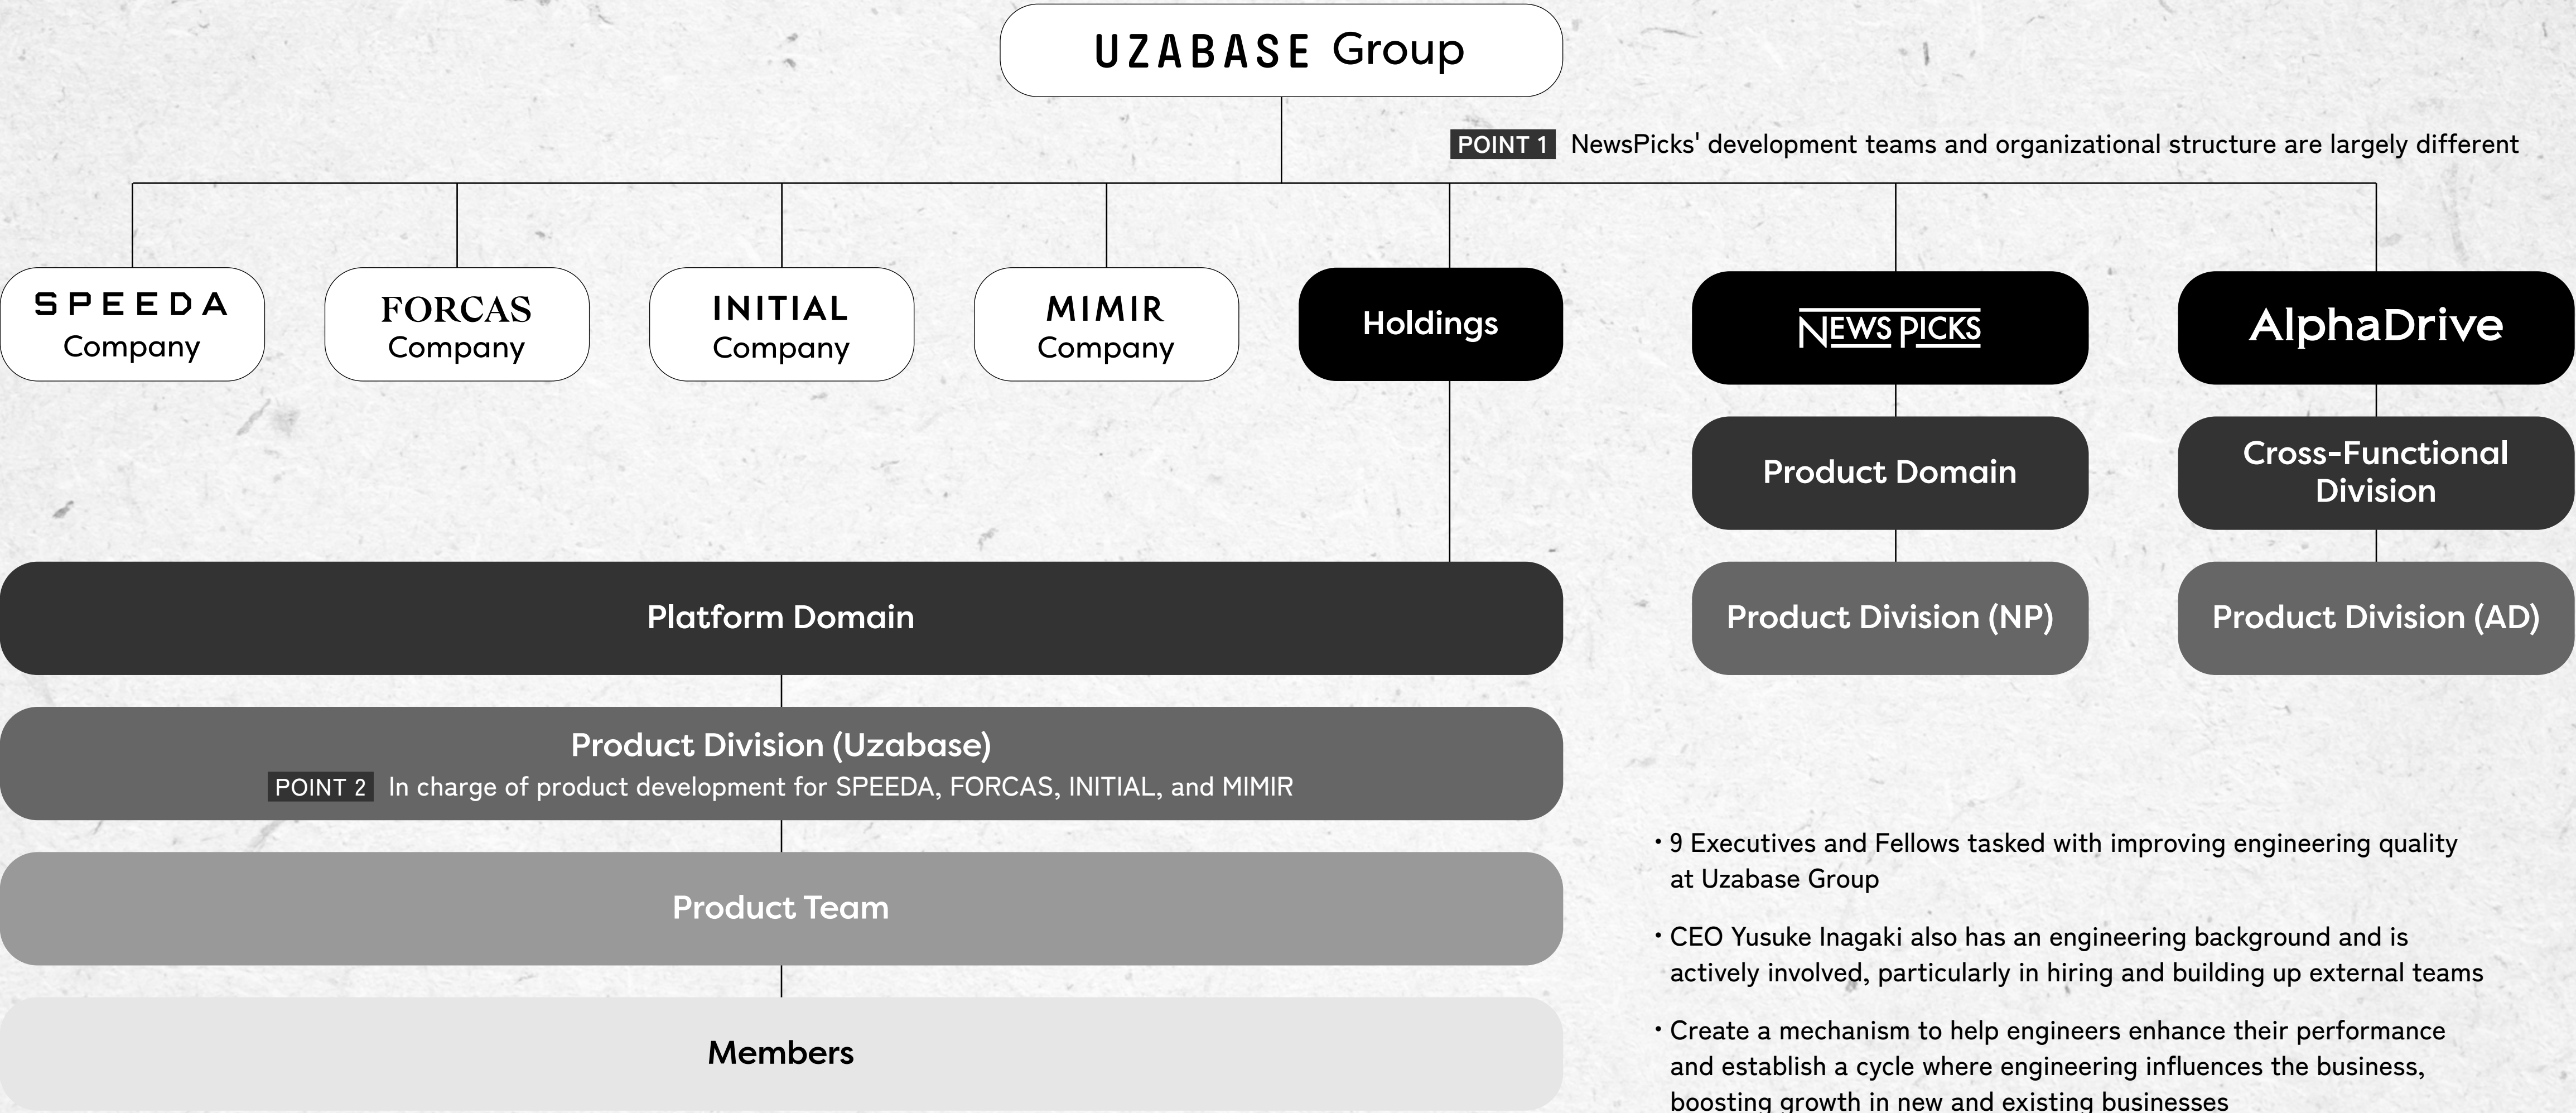 UZABASE Group
POINT 1 NewsPicks' development teams and organizational structure are largely different
SPEEDA
Company
FORCAS
Company
INITIAL
Company
MIMIR
Company
Holdings
NEWSPICKS
AlphaDrive
Product Domain
Cross-Functional
Division
Platform Domain
Product Division (NP)
Product Division (AD)
Product Division (Uzabase)
POINT 2 In charge of product development for SPEEDA, FORCAS, INITIAL, and MIMIR
Product Team
Members
・9 Executives and Fellows tasked with improving engineering quality
at Uzabase Group
・CEO Yusuke Inagaki also has an engineering background and is
actively involved, particularly in hiring and building up external teams
・Create a mechanism to help engineers enhance their performance
and establish a cycle where engineering influences the business,
boosting growth in new and existing businesses